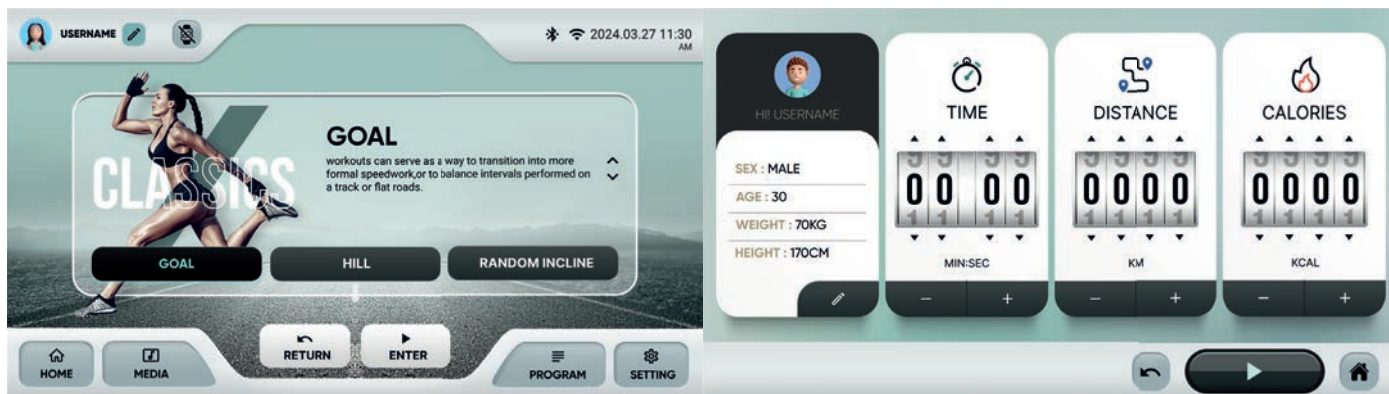 USERNAME
2024.03.27 11:30
AM
CLASSICS
GOAL
workouts can serve as a way to transition into more
formal speedwork,or to balance intervals performed on
a track or flat roads.
GOAL
HILL
RANDOM INCLINE
RETURN
ENTER
HOME
MEDIA
PROGRAM
SETTING
HI! USERNAME
SEX : MALE
AGE : 30
WEIGHT : 70KG
HEIGHT : 170CM
TIME
00 00
MIN:SEC
- +
DISTANCE
0000
KM
- +
CALORIES
0000
KCAL
- +